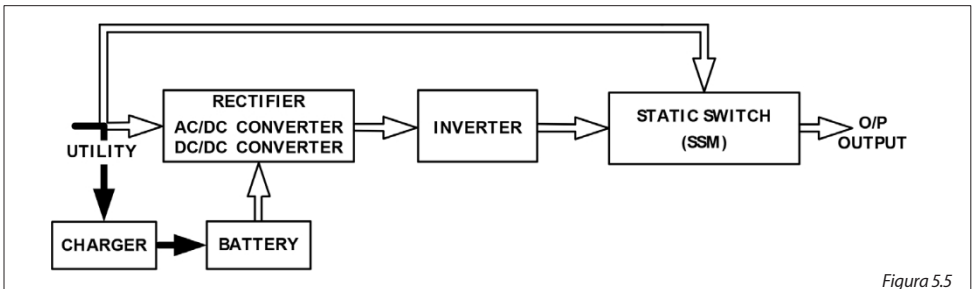 RECTIFIER
AC/DC CONVERTER
DC/DC CONVERTER
INVERTER
STATIC SWITCH
(SSM)
O/P
OUTPUT
UTILITY
CHARGER
BATTERY
Figura 5.5